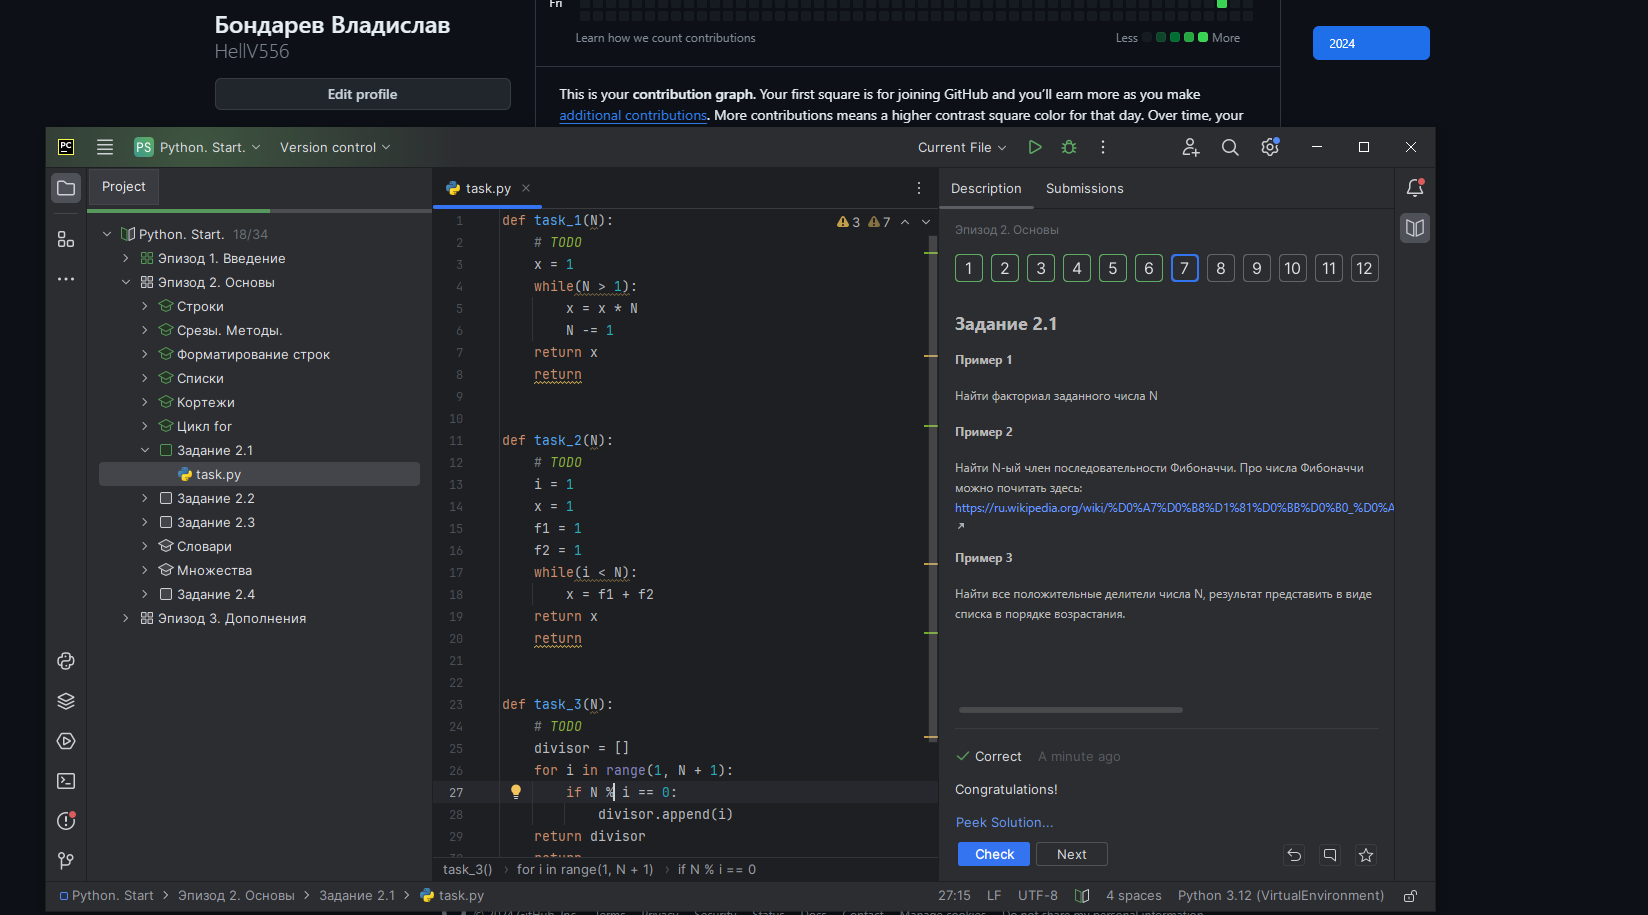 Бондарев Владислав
HellV556
Edit profile
Fri
Learn how we count contributions
Less
More
2024
This is your contribution graph. Your first square is for joining GitHub and you’ll earn more as you make
additional contributions. More contributions means a higher contrast square color for that day. Over time, your
PC
PS Python. Start.
Version control
Current File
Project
Python. Start. 18/34
Эпизод 1. Введение
Эпизод 2. Основы
Строки
Срезы. Методы.
Форматирование строк
Списки
Кортежи
Цикл for
Задание 2.1
task.py
Задание 2.2
Задание 2.3
Словари
Множества
Задание 2.4
Эпизод 3. Дополнения
task.py
3 7
1 def task_1(N):
2 # TODO
3 x = 1
4 while(N > 1):
5 x = x * N
6 N -= 1
7 return x
8 return
9
10
11 def task_2(N):
12 # TODO
13 i = 1
14 x = 1
15 f1 = 1
16 f2 = 1
17 while(i < N):
18 x = f1 + f2
19 return x
20 return
21
22
23 def task_3(N):
24 # TODO
25 divisor = []
26 for i in range(1, N + 1):
27 if N % i == 0:
28 divisor.append(i)
29 return divisor
task_3() for i in range(1, N + 1) if N % i == 0
Description
Submissions
Эпизод 2. Основы
1 2 3 4 5 6 7 8 9 10 11 12
Задание 2.1
Пример 1
Найти факториал заданного числа N
Пример 2
Найти N-ый член последовательности Фибоначчи. Про числа Фибоначчи
можно почитать здесь:
https://ru.wikipedia.org/wiki/%D0%A7%D0%B8%D1%81%D0%BB%D0%B0_%D0%A
Пример 3
Найти все положительные делители числа N, результат представить в виде
списка в порядке возрастания.
Correct A minute ago
Congratulations!
Peek Solution...
Check
Next
Python. Start Эпизод 2. Основы Задание 2.1 task.py
27:15 LF UTF-8 4 spaces Python 3.12 (VirtualEnvironment)